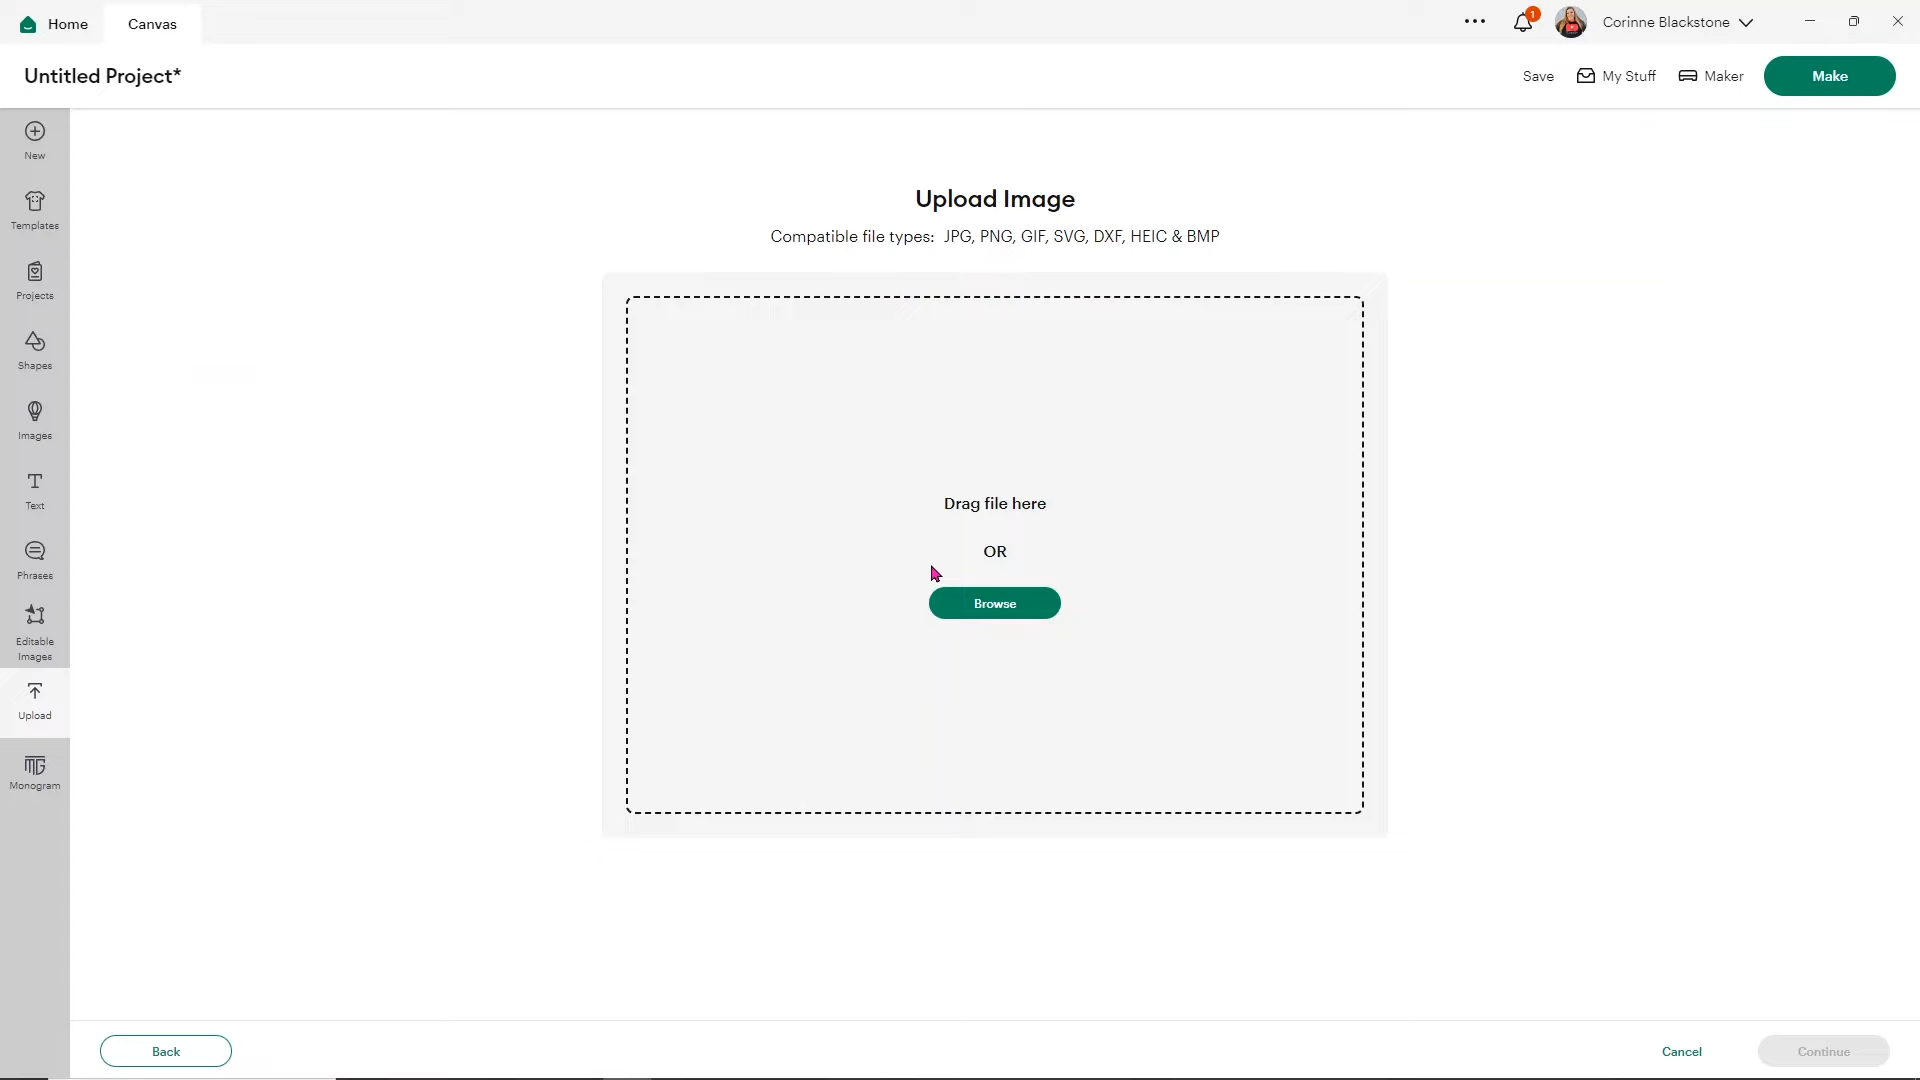 Home
Canvas
1
Corinne Blackstone
Untitled Project*
Save
My Stuff
Maker
Make
New
Templates
Projects
Shapes
Images
Text
Phrases
Editable
Images
Upload
MG
Monogram
Upload Image
Compatible file types: JPG, PNG, GIF, SVG, DXF, HEIC & BMP
Drag file here
OR
Browse
Back
Cancel
Continue